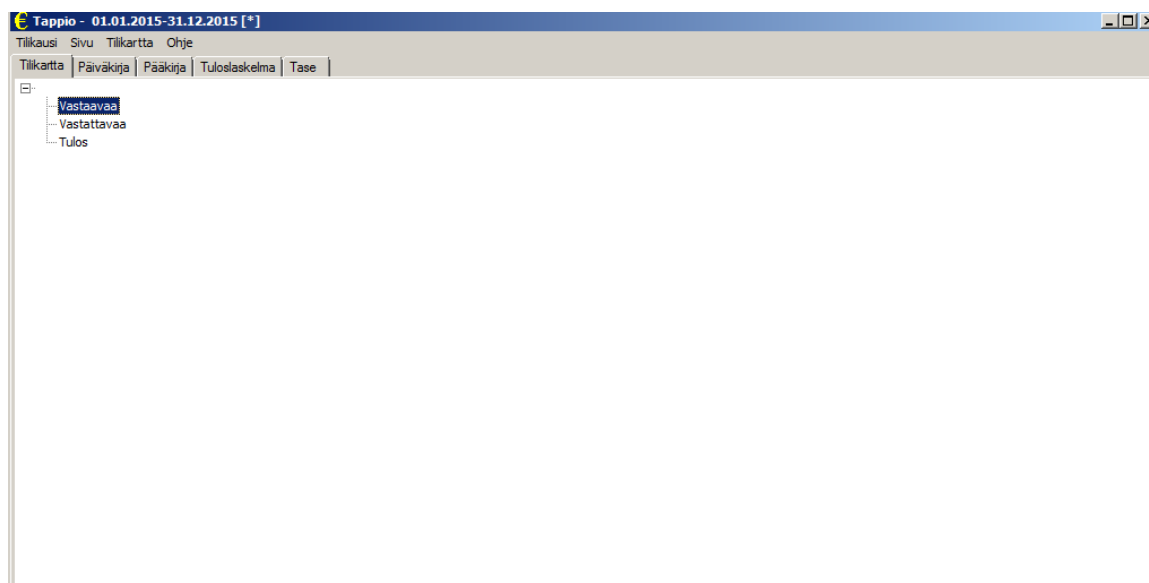 € Tappio - 01.01.2015-31.12.2015 [*]
Tilikausi Sivu Tilikartta Ohje
Tilikartta Päiväkirja Pääkirja Tuloslaskelma Tase
Vastaavaa
Vastattavaa
Tulos